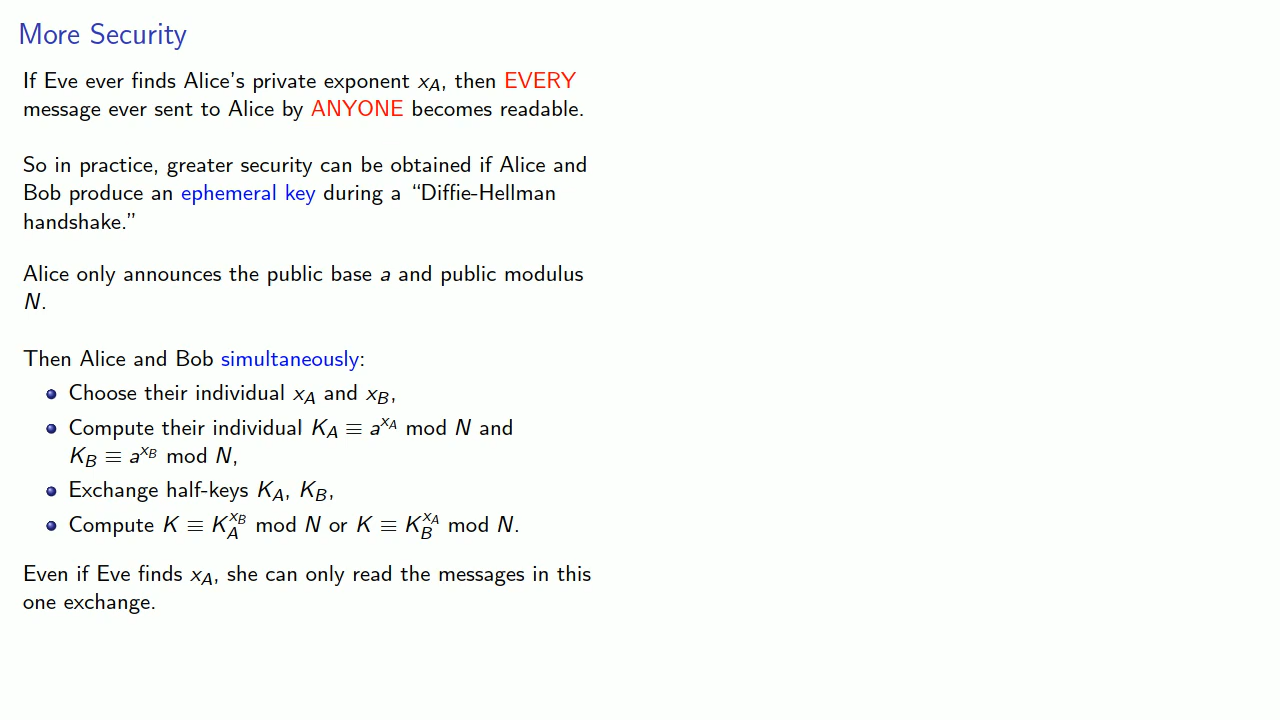 More Security
If Eve ever finds Alice's private exponent x_A, then EVERY
message ever sent to Alice by ANYONE becomes readable.
So in practice, greater security can be obtained if Alice and
Bob produce an ephemeral key during a “Diffie-Hellman
handshake.”
Alice only announces the public base a and public modulus
N.
Then Alice and Bob simultaneously:
Choose their individual x_A and x_B,
Compute their individual K_A ≡ a^{x_A} mod N and
K_B ≡ a^{x_B} mod N,
Exchange half-keys K_A, K_B,
Compute K ≡ K_A^{x_B} mod N or K ≡ K_B^{x_A} mod N.
Even if Eve finds x_A, she can only read the messages in this
one exchange.